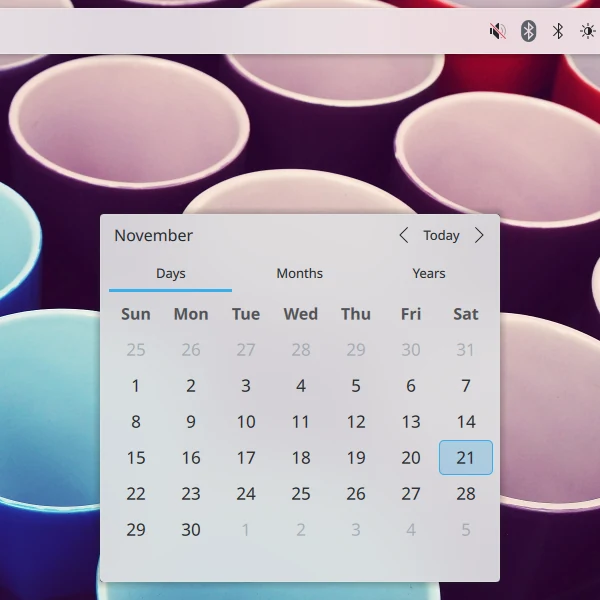 November
Today
Days Months Years
Sun Mon Tue Wed Thu Fri Sat
25 26 27 28 29 30 31
1 2 3 4 5 6 7
8 9 10 11 12 13 14
15 16 17 18 19 20 21
22 23 24 25 26 27 28
29 30 1 2 3 4 5